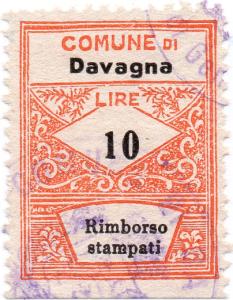 COMUNE DI
Davagna
LIRE
10
Rimborso
stampati